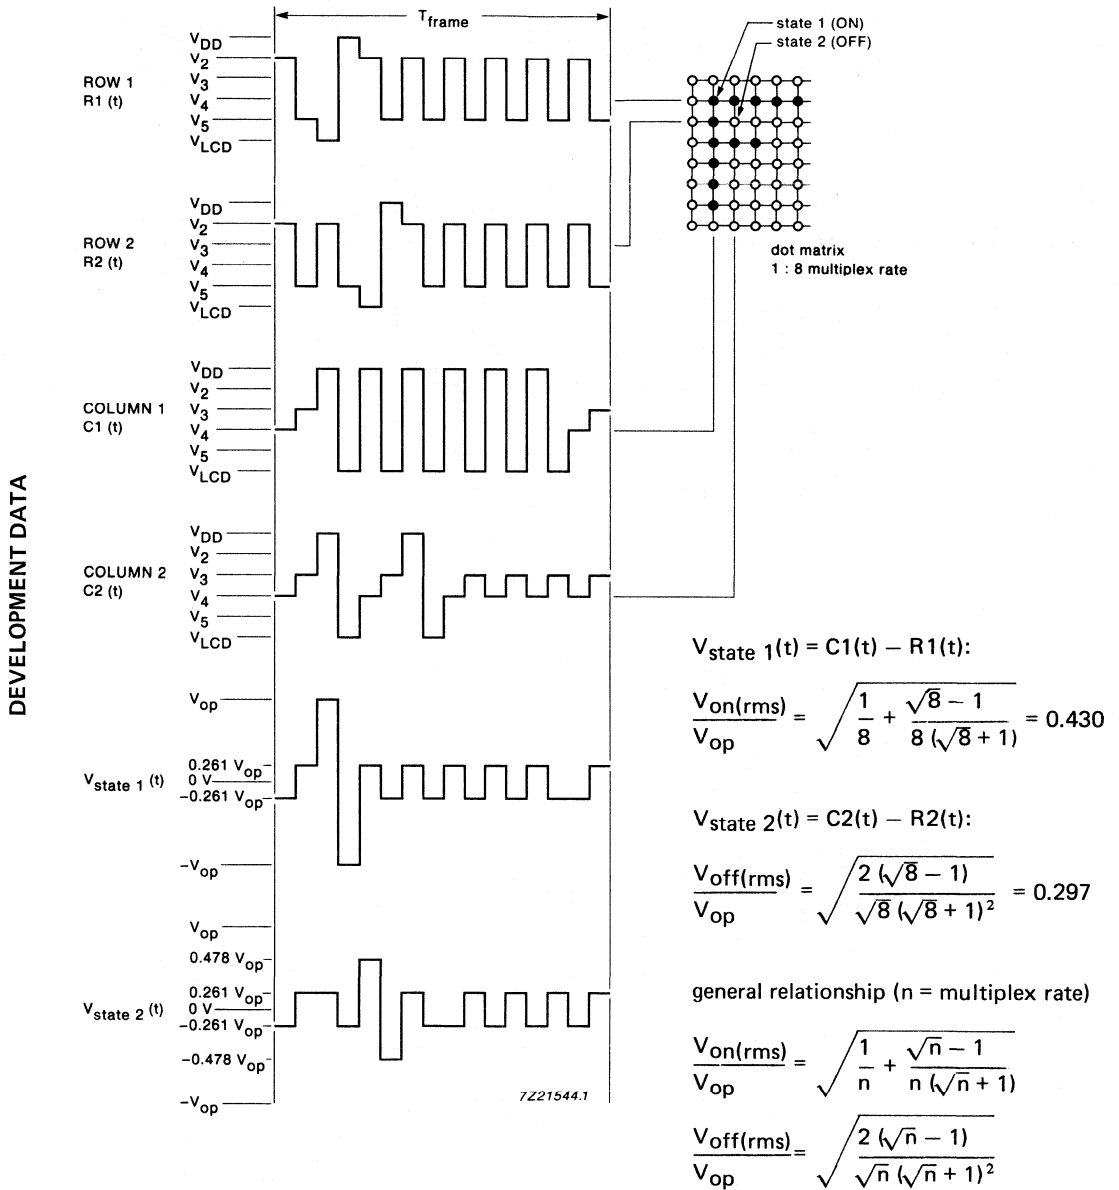 DEVELOPMENT DATA
T frame
ROW 1
R1 (t)
VDD
V2
V3
V4
V5
VLCD
ROW 2
R2 (t)
VDD
V2
V3
V4
V5
VLCD
COLUMN 1
C1 (t)
VDD
V2
V3
V4
V5
VLCD
COLUMN 2
C2 (t)
VDD
V2
V3
V4
V5
VLCD
Vstate 1 (t)
Vop
0.261 Vop
0 V
−0.261 Vop
−Vop
Vstate 2 (t)
Vop
0.478 Vop
0.261 Vop
0 V
−0.261 Vop
−0.478 Vop
−Vop
7Z21544.1
state 1 (ON)
state 2 (OFF)
dot matrix
1 : 8 multiplex rate
Vstate 1(t) = C1(t) − R1(t):
Von(rms)/Vop = √(1/8 + (√8 − 1)/(8 (√8 + 1))) = 0.430
Vstate 2(t) = C2(t) − R2(t):
Voff(rms)/Vop = √(2 (√8 − 1)/(√8 (√8 + 1)²)) = 0.297
general relationship (n = multiplex rate)
Von(rms)/Vop = √(1/n + (√n − 1)/(n (√n + 1)))
Voff(rms)/Vop = √(2 (√n − 1)/(√n (√n + 1)²))